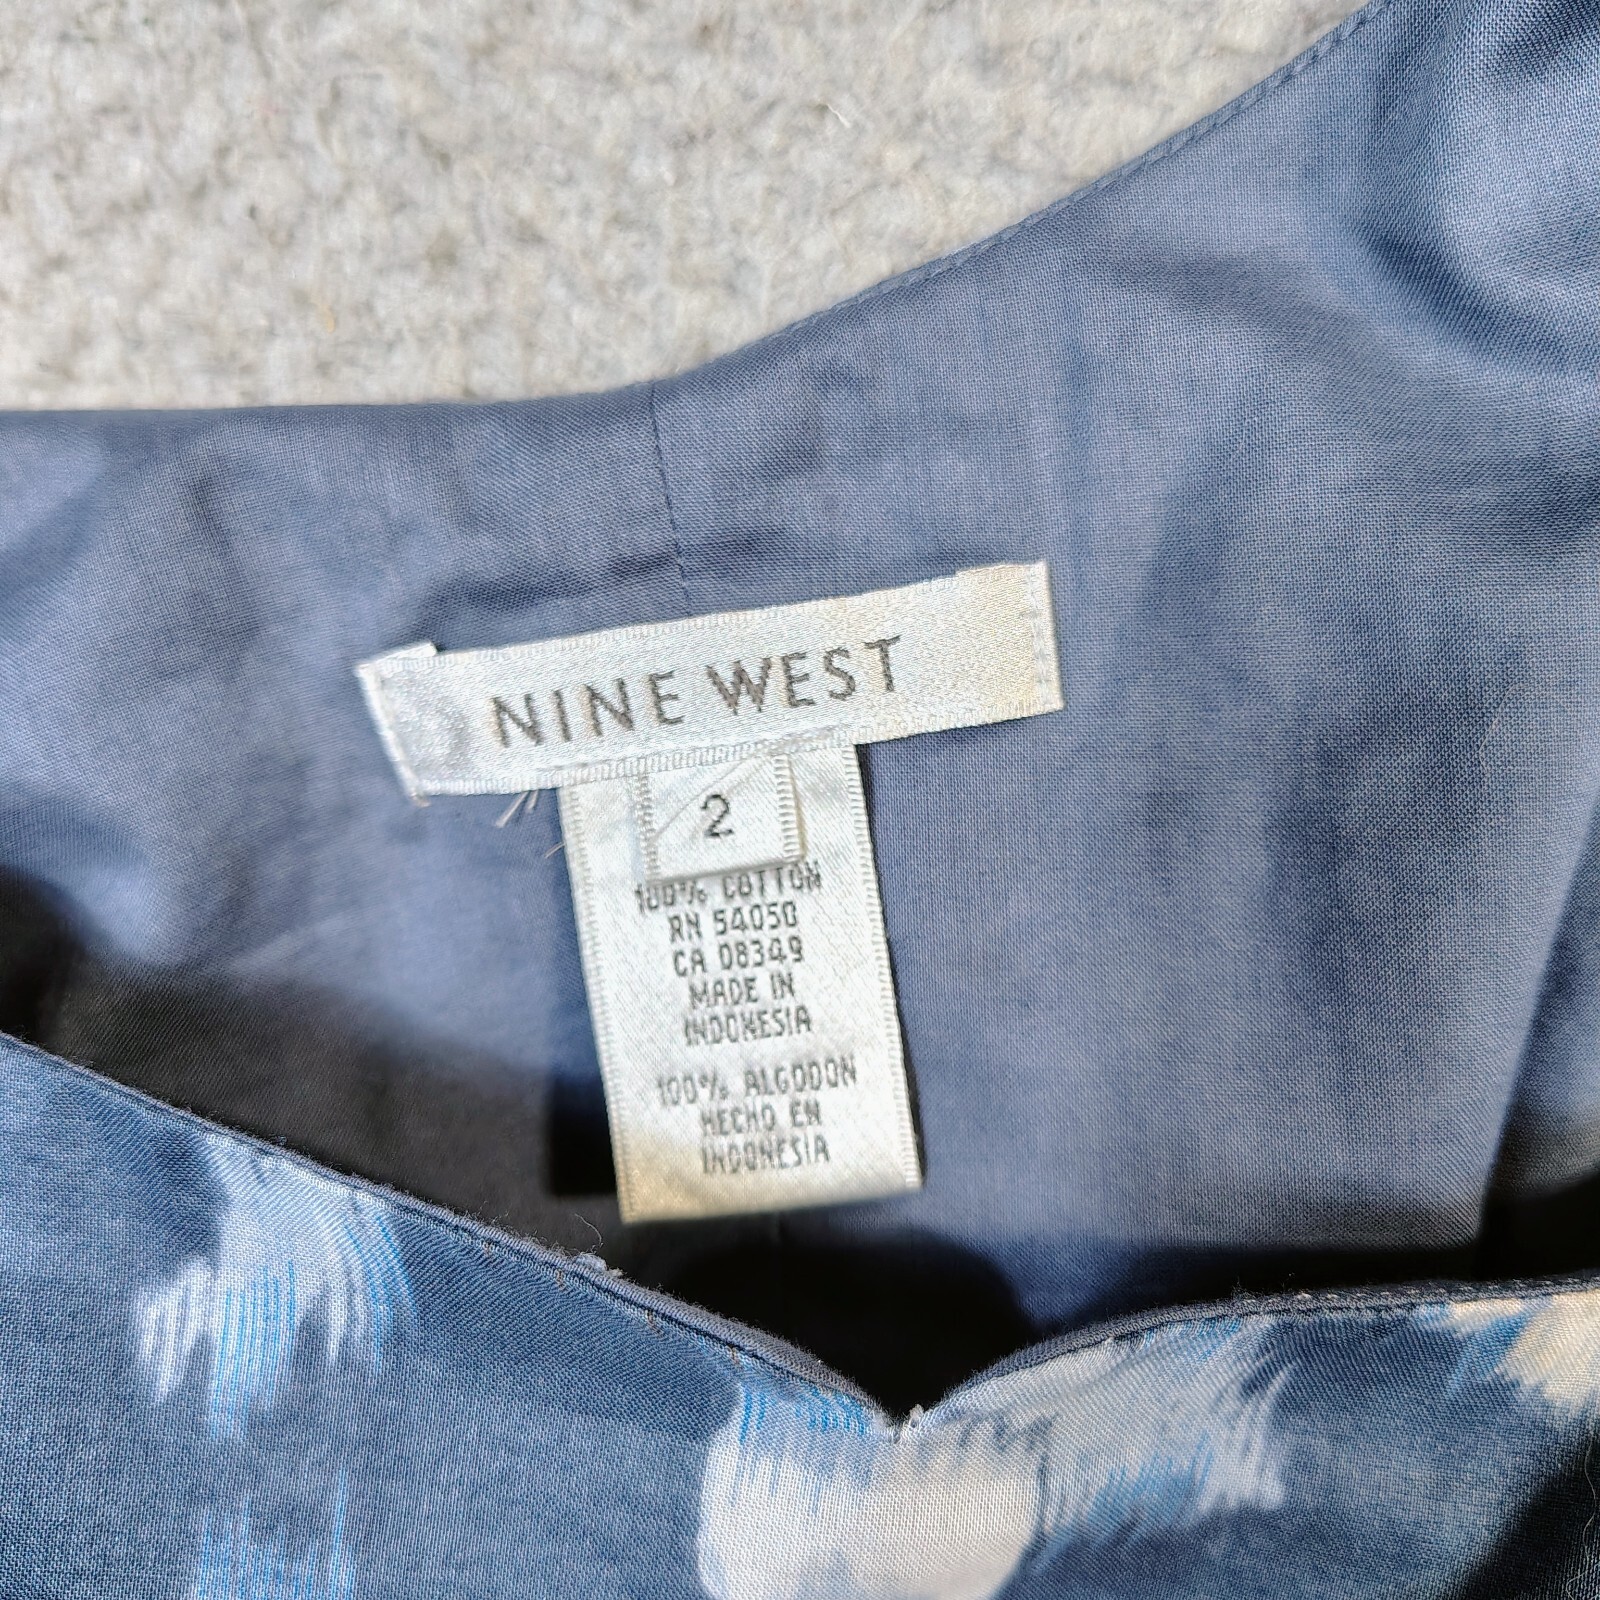 NINE WEST
2
100% COTTON
RN 54050
CA 08349
MADE IN
INDONESIA
100% ALGODON
HECHO EN
INDONESIA